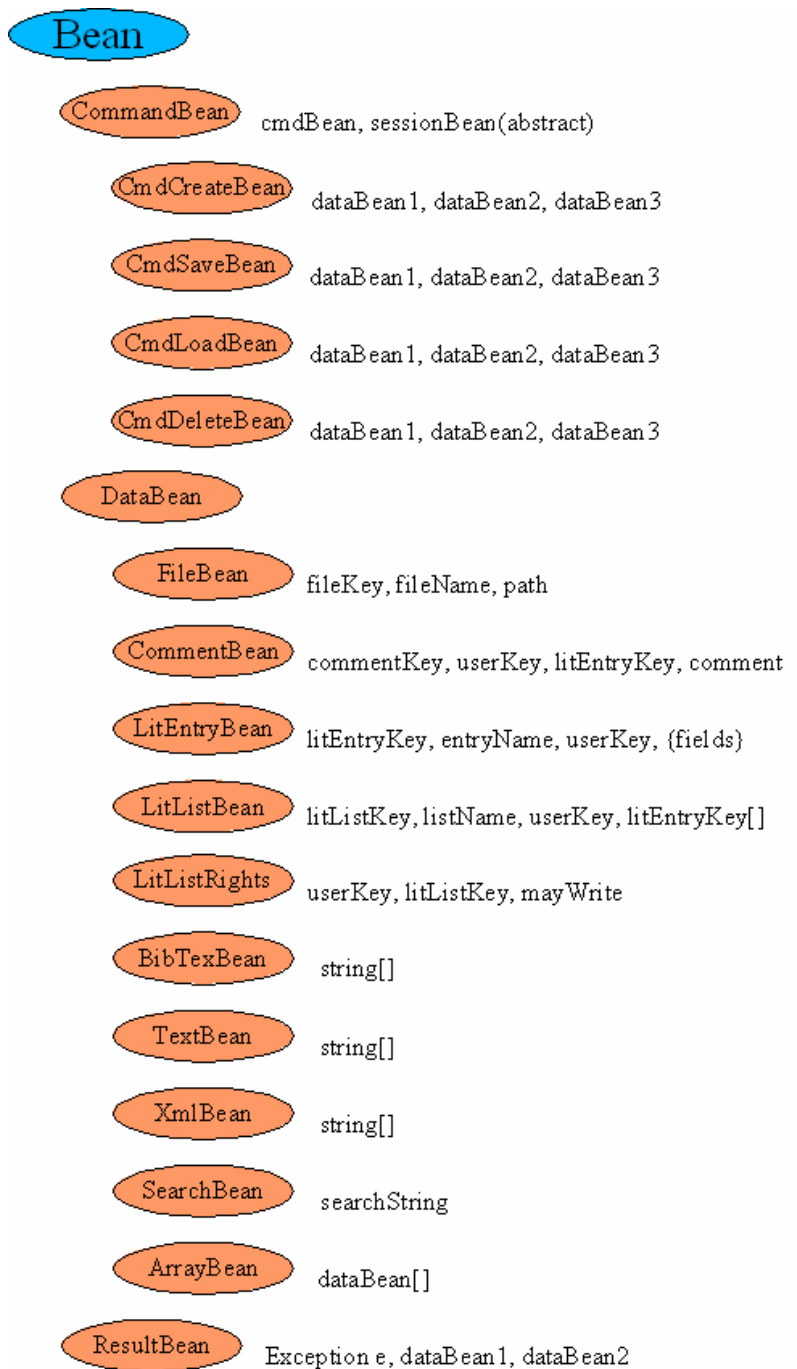 Bean
CommandBean cmdBean, sessionBean(abstract)
CmdCreateBean dataBean1, dataBean2, dataBean3
CmdSaveBean dataBean1, dataBean2, dataBean3
CmdLoadBean dataBean1, dataBean2, dataBean3
CmdDeleteBean dataBean1, dataBean2, dataBean3
DataBean
FileBean fileKey, fileName, path
CommentBean commentKey, userKey, litEntryKey, comment
LitEntryBean litEntryKey, entryName, userKey, {fields}
LitListBean litListKey, listName, userKey, litEntryKey[]
LitListRights userKey, litListKey, mayWrite
BibTexBean string[]
TextBean string[]
XmlBean string[]
SearchBean searchString
ArrayBean dataBean[]
ResultBean Exception e, dataBean1, dataBean2